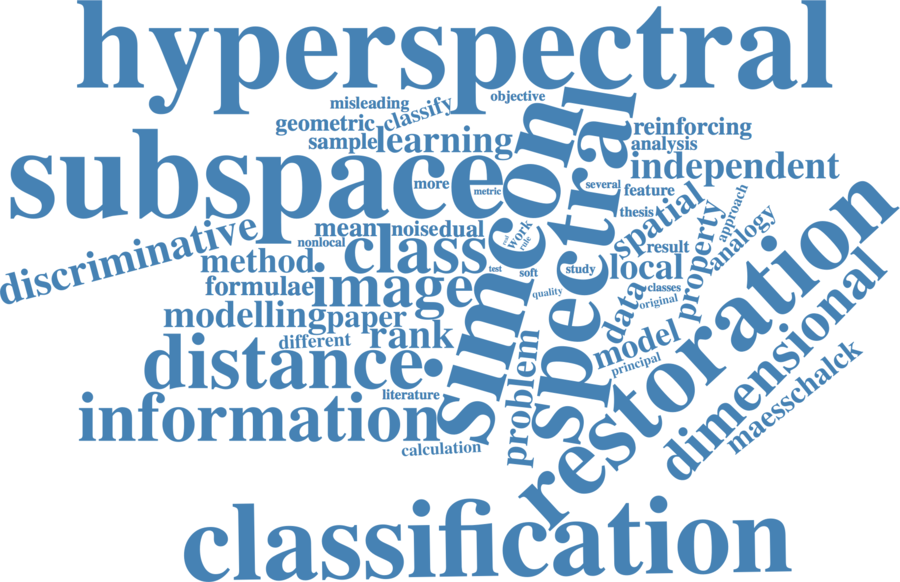 hyperspectral
misleading
objective
classify
geometric
sample
learning
reinforcing
analysis
subspace
simcon
spectral
independent
more
metric
several
feature
thesis
approach
spatial
property
analogy
discriminative
mean
noise
dual
nonlocal
class
work
rule
result
method
test
soft
study
local
formulae
image
quality
classes
original
data
modelling
paper
rank
different
model
principal
problem
restoration
dimensional
maesschalck
distance
literature
information
calculation
classification